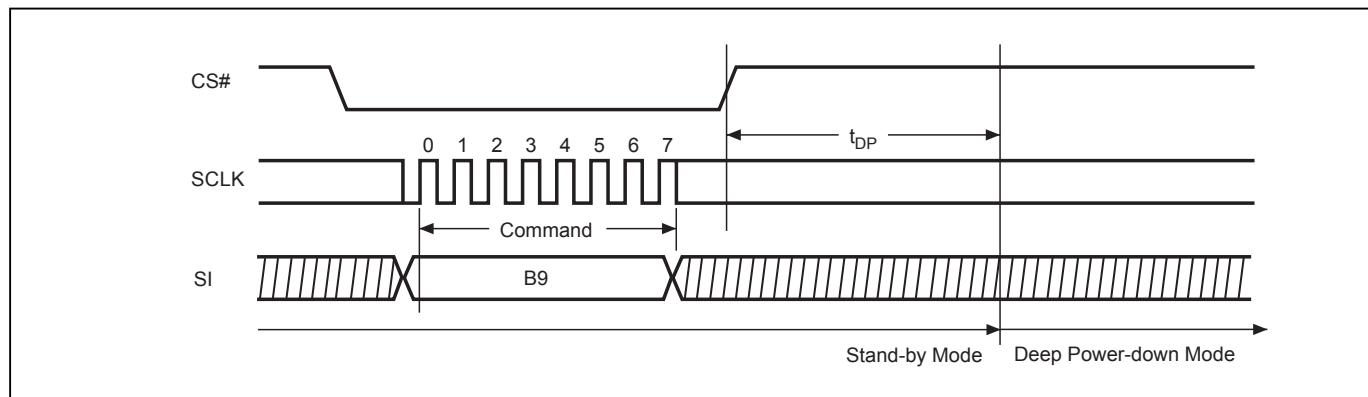 CS#
t_DP
0 1 2 3 4 5 6 7
SCLK
Command
SI
B9
Stand-by Mode
Deep Power-down Mode